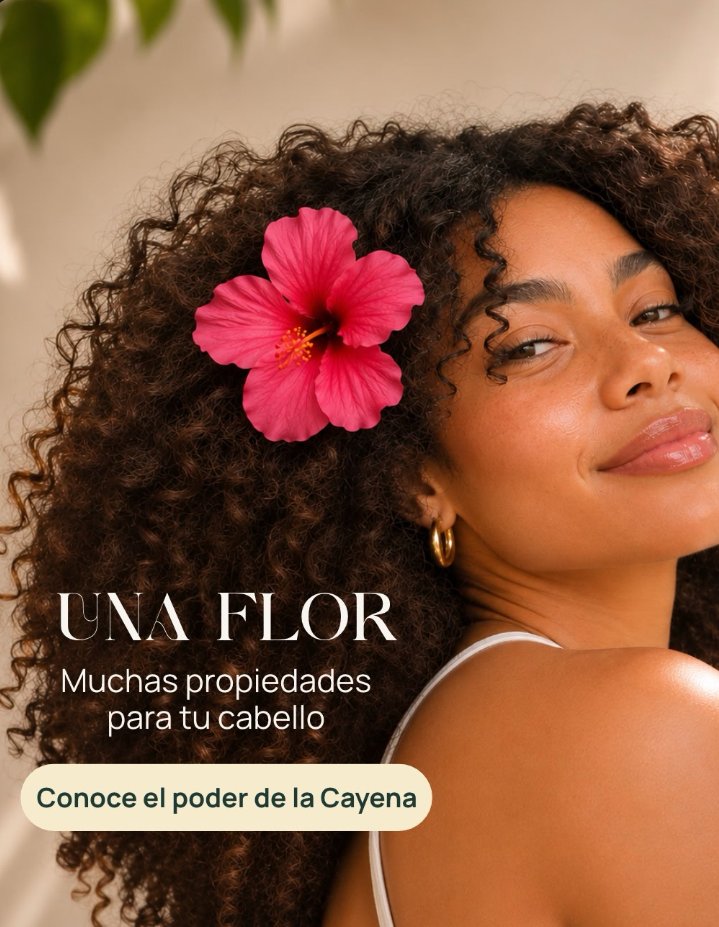 UNA FLOR
Muchas propiedades
para tu cabello
Conoce el poder de la Cayena